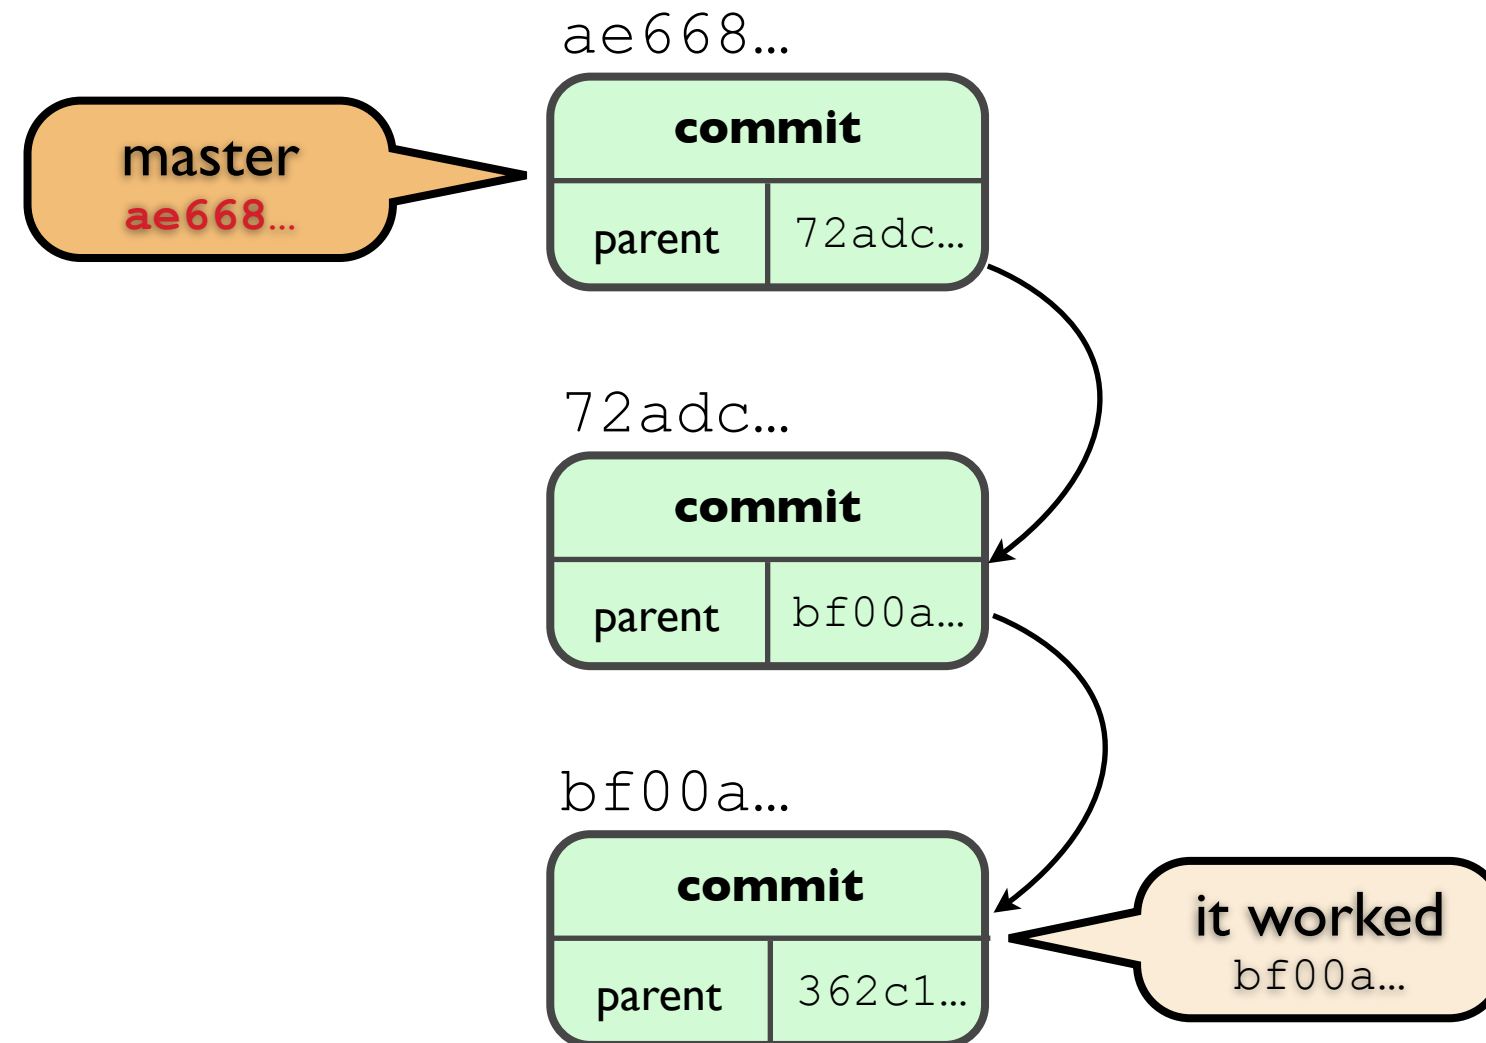 ae668…
master
ae668…
commit
parent 72adc…
72adc…
commit
parent bf00a…
bf00a…
commit
parent 362c1…
it worked
bf00a…